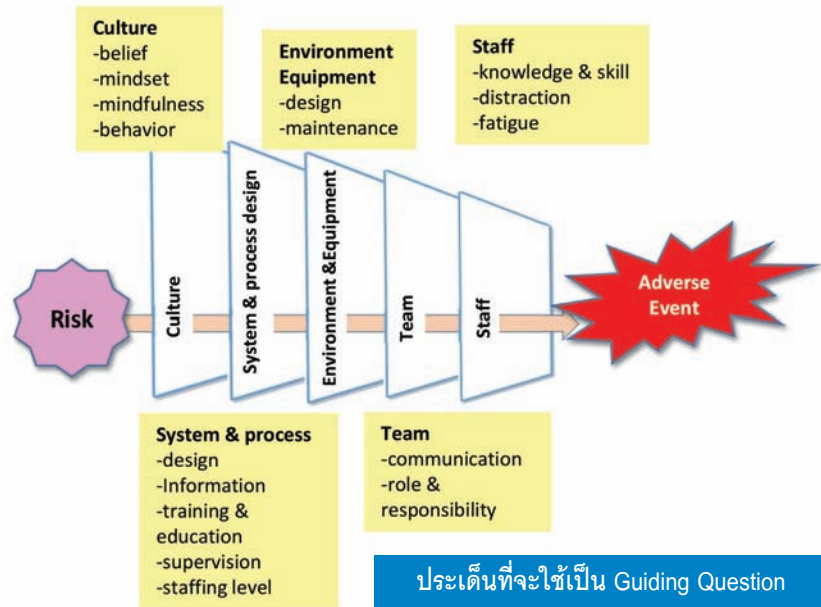 Culture
-belief
-mindset
-mindfulness
-behavior
Environment
Equipment
-design
-maintenance
Staff
-knowledge & skill
-distraction
-fatigue
Risk
Culture
System & process design
Environment &Equipment
Team
Staff
Adverse
Event
System & process
-design
-Information
-training &
education
-supervision
-staffing level
Team
-communication
-role &
responsibility
ประเด็นที่จะใช้เป็น Guiding Question